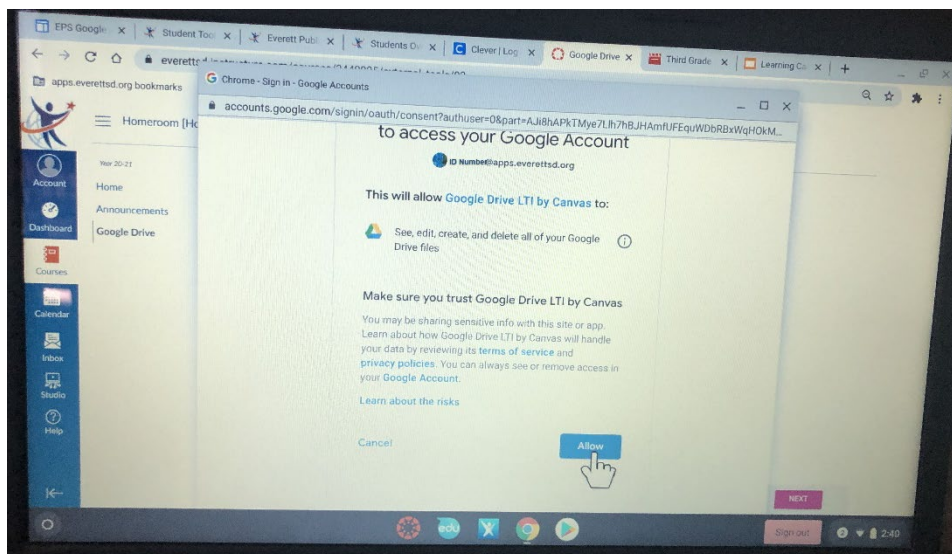 EPS Google
Student Too
Everett Publ
Students Ov
Clever | Log
Google Drive
Third Grade
Learning Ca
apps.everettsd.org bookmarks
Chrome - Sign in - Google Accounts
accounts.google.com/signin/oauth/consent?authuser=0&part=
to access your Google Account
ID Number@apps.everettsd.org
This will allow Google Drive LTI by Canvas to:
See, edit, create, and delete all of your Google
Drive files
Make sure you trust Google Drive LTI by Canvas
You may be sharing sensitive info with this site or app.
Learn about how Google Drive LTI by Canvas will handle
your data by reviewing its terms of service and
privacy policies. You can always see or remove access in
your Google Account.
Learn about the risks
Cancel
Allow
Homeroom [Ho
Year 20-21
Home
Announcements
Google Drive
Account
Dashboard
Courses
Calendar
Inbox
Studio
Help
NEXT
edu
Sign out
2:40